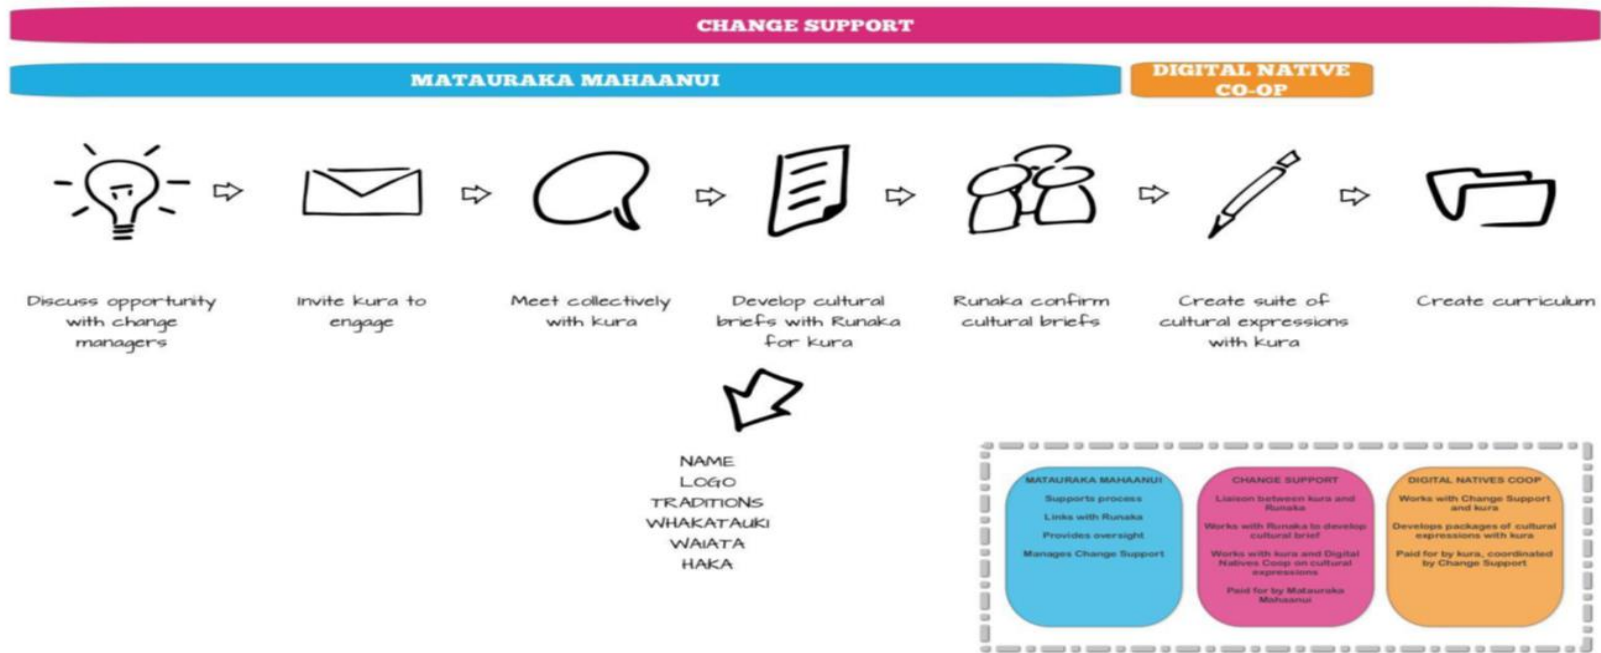 CHANGE SUPPORT
MATAURAKA MAHAANUI
DIGITAL NATIVE
CO-OP
Discuss opportunity
with change
managers
Invite kura to
engage
Meet collectively
with kura
Develop cultural
briefs with Runaka
for kura
Runaka confirm
cultural briefs
Create suite of
cultural expressions
with kura
Create curriculum
NAME
LOGO
TRADITIONS
WHAKATAUKI
WAIATA
HAKA
MATAURAKA MAHAANUI
Supports process
Links with Runaka
Provides oversight
Manages Change Support
CHANGE SUPPORT
Liaison between kura and
Runaka
Works with Runaka to develop
cultural brief
Works with kura and Digital
Natives Coop on cultural
expressions
Paid for by Matauraka
Mahaanui
DIGITAL NATIVES COOP
Works with Change Support
and kura
Develops packages of cultural
expressions with kura
Paid for by kura, coordinated
by Change Support